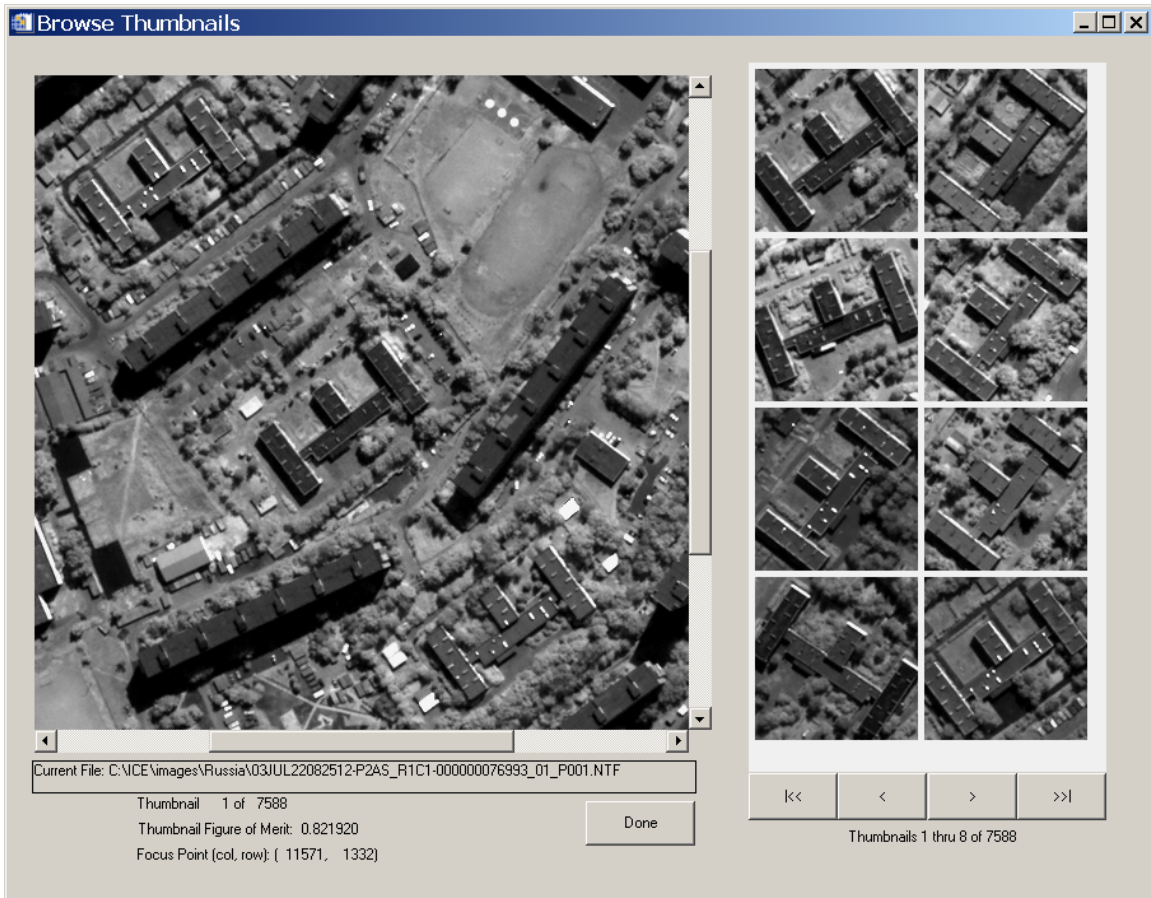 Browse Thumbnails
Current File: C:\ICE\images\Russia\03JUL22082512-P2AS_R1C1-000000076993_01_P001.NTF
Thumbnail 1 of 7588
Thumbnail Figure of Merit: 0.821920
Focus Point (col, row): ( 11571, 1332)
Done
|<<
<
>
>>|
Thumbnails 1 thru 8 of 7588